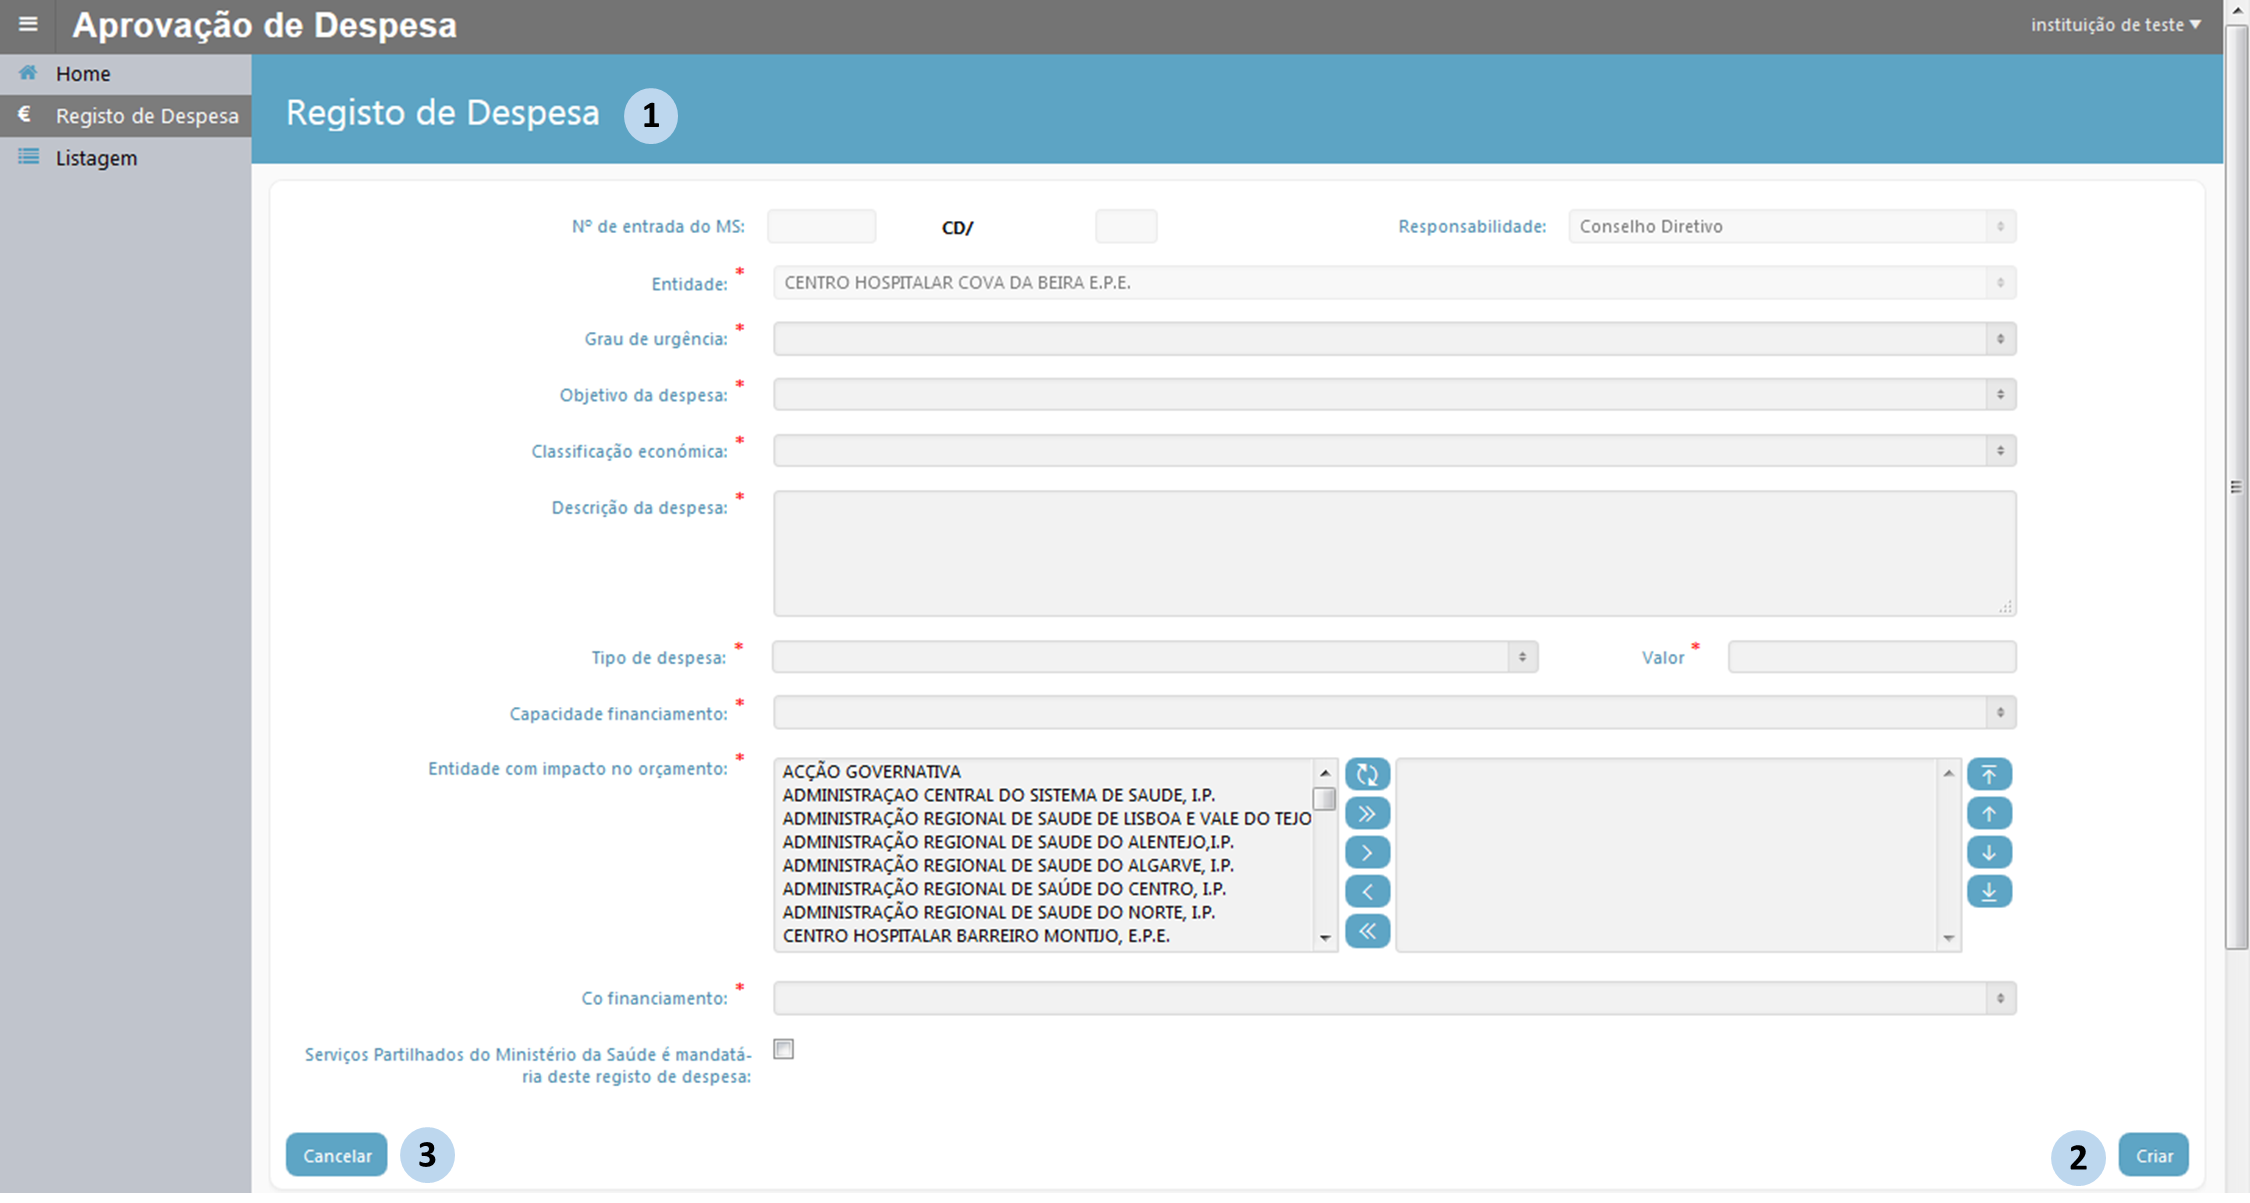 Aprovação de Despesa
instituição de teste
Home
€ Registo de Despesa
Listagem
Registo de Despesa 1
Nº de entrada do MS: CD/ Responsabilidade: Conselho Diretivo
Entidade: * CENTRO HOSPITALAR COVA DA BEIRA E.P.E.
Grau de urgência: *
Objetivo da despesa: *
Classificação económica: *
Descrição da despesa: *
Tipo de despesa: * Valor *
Capacidade financiamento: *
Entidade com impacto no orçamento: *
ACÇÃO GOVERNATIVA
ADMINISTRAÇAO CENTRAL DO SISTEMA DE SAUDE, I.P.
ADMINISTRAÇÃO REGIONAL DE SAUDE DE LISBOA E VALE DO TEJO
ADMINISTRAÇÃO REGIONAL DE SAUDE DO ALENTEJO,I.P.
ADMINISTRAÇÃO REGIONAL DE SAUDE DO ALGARVE, I.P.
ADMINISTRAÇÃO REGIONAL DE SAÚDE DO CENTRO, I.P.
ADMINISTRAÇÃO REGIONAL DE SAUDE DO NORTE, I.P.
CENTRO HOSPITALAR BARREIRO MONTIJO, E.P.E.
Co financiamento: *
Serviços Partilhados do Ministério da Saúde é mandatá-
ria deste registo de despesa:
Cancelar 3 2 Criar